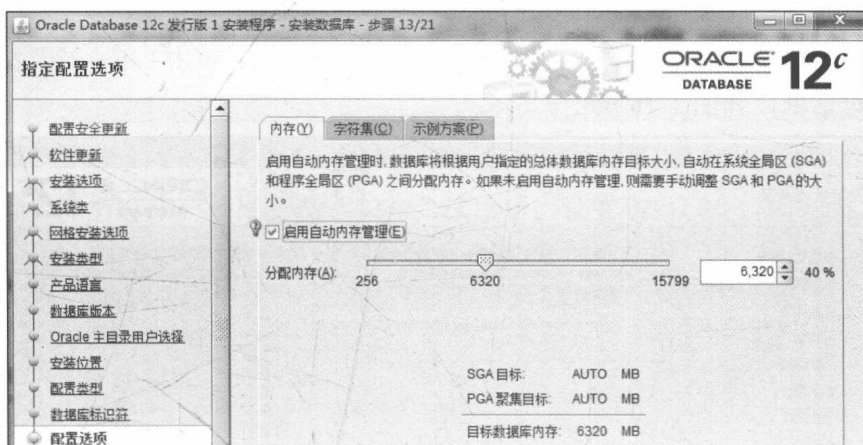 Oracle Database 12c 发行版 1 安装程序 - 安装数据库 - 步骤 13/21
指定配置选项
ORACLE
DATABASE
12c
配置安全更新
软件更新
安装选项
系统类
网格安装选项
安装类型
产品语言
数据库版本
Oracle 主目录用户选择
安装位置
配置类型
数据库标识符
配置选项
内存(Y) 字符集(C) 示例方案(P)
启用自动内存管理时, 数据库将根据用户指定的总体数据库内存目标大小, 自动在系统全局区 (SGA)
和程序全局区 (PGA) 之间分配内存。如果未启用自动内存管理, 则需要手动调整 SGA 和 PGA 的大
小。
启用自动内存管理(E)
分配内存(A): 256 6320 15799 6,320 40 %
SGA 目标: AUTO MB
PGA 聚集目标: AUTO MB
目标数据库内存: 6320 MB